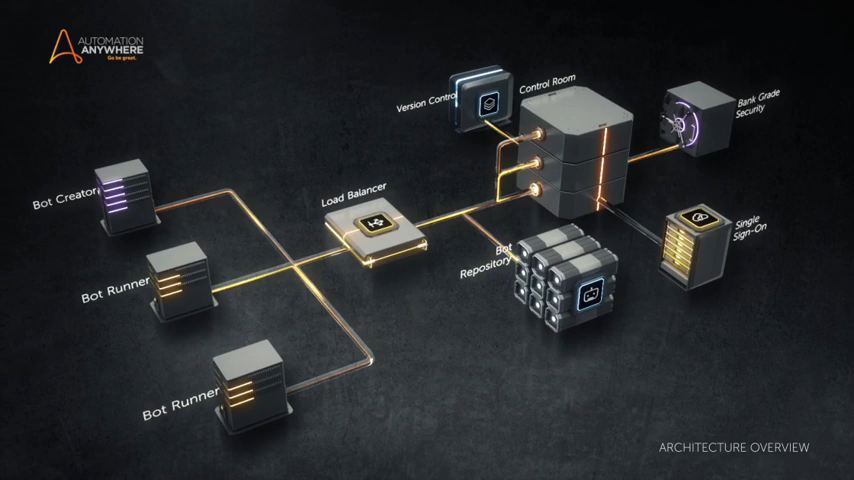 AUTOMATION
ANYWHERE
Go be great.
Version Control
Control Room
Bank Grade
Security
Bot Creator
Load Balancer
Single
Sign-On
Bot
Repository
Bot Runner
Bot Runner
ARCHITECTURE OVERVIEW